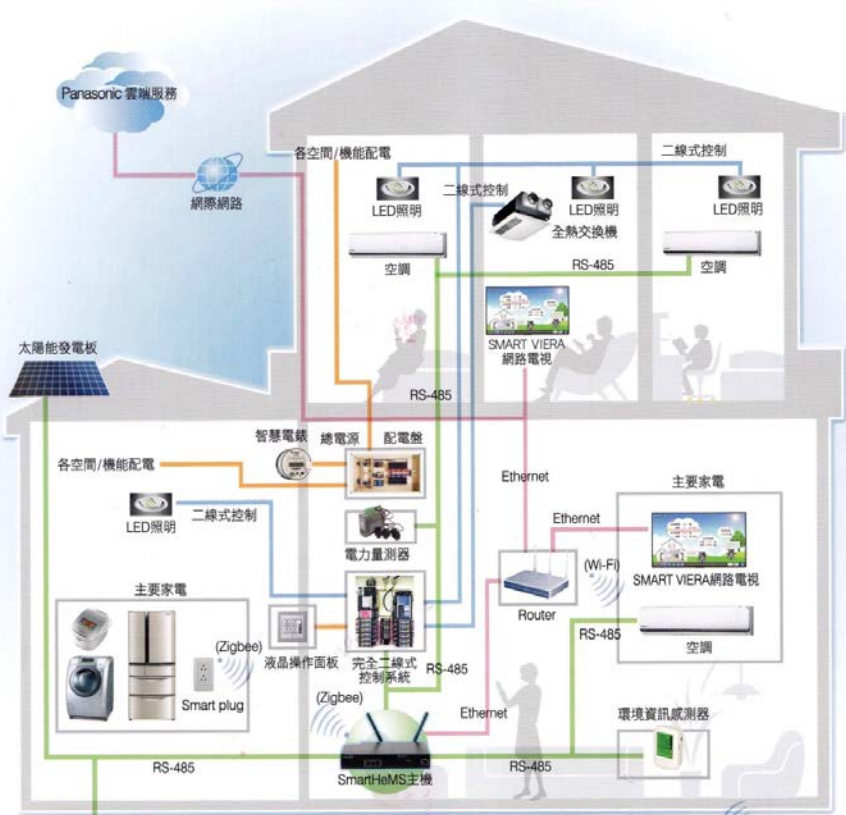 Panasonic 雲端服務
網際網路
各空間/機能配電
二線式控制
二線式控制
LED照明
LED照明
LED照明
全熱交換機
空調
RS-485
空調
SMART VIERA
網路電視
太陽能發電板
RS-485
智慧電錶
總電源
配電盤
各空間/機能配電
Ethernet
主要家電
LED照明
二線式控制
電力量測器
Ethernet
(Wi-Fi)
SMART VIERA網路電視
主要家電
Router
RS-485
空調
(Zigbee)
Smart plug
液晶操作面板
完全二線式
控制系統
RS-485
(Zigbee)
Ethernet
環境資訊感測器
RS-485
SmartHeMS主機
RS-485